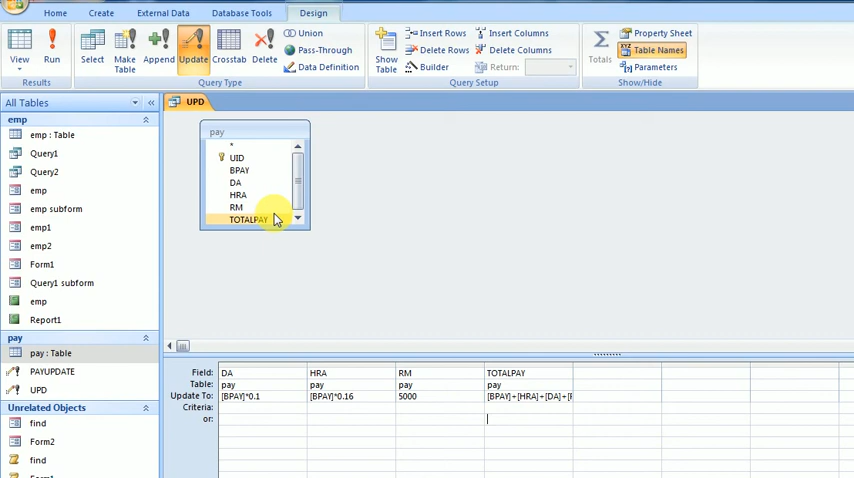 Home Create External Data Database Tools Design
View Run Select Make Table Append Update Crosstab Delete
Union
Pass-Through
Data Definition
Show Table
Insert Rows
Delete Rows
Builder
Insert Columns
Delete Columns
Return:
Totals
Property Sheet
Table Names
Parameters
Results Query Type Query Setup Show/Hide
All Tables
emp
emp : Table
Query1
Query2
emp
emp subform
emp1
emp2
Form1
Query1 subform
emp
Report1
pay
pay : Table
PAYUPDATE
UPD
Unrelated Objects
find
Form2
find
Form1
UPD
pay
*
UID
BPAY
DA
HRA
RM
TOTALPAY
Field: DA HRA RM TOTALPAY
Table: pay pay pay pay
Update To: [BPAY]*0.1 [BPAY]*0.16 5000 [BPAY]+[HRA]+[DA]+[
Criteria:
or: